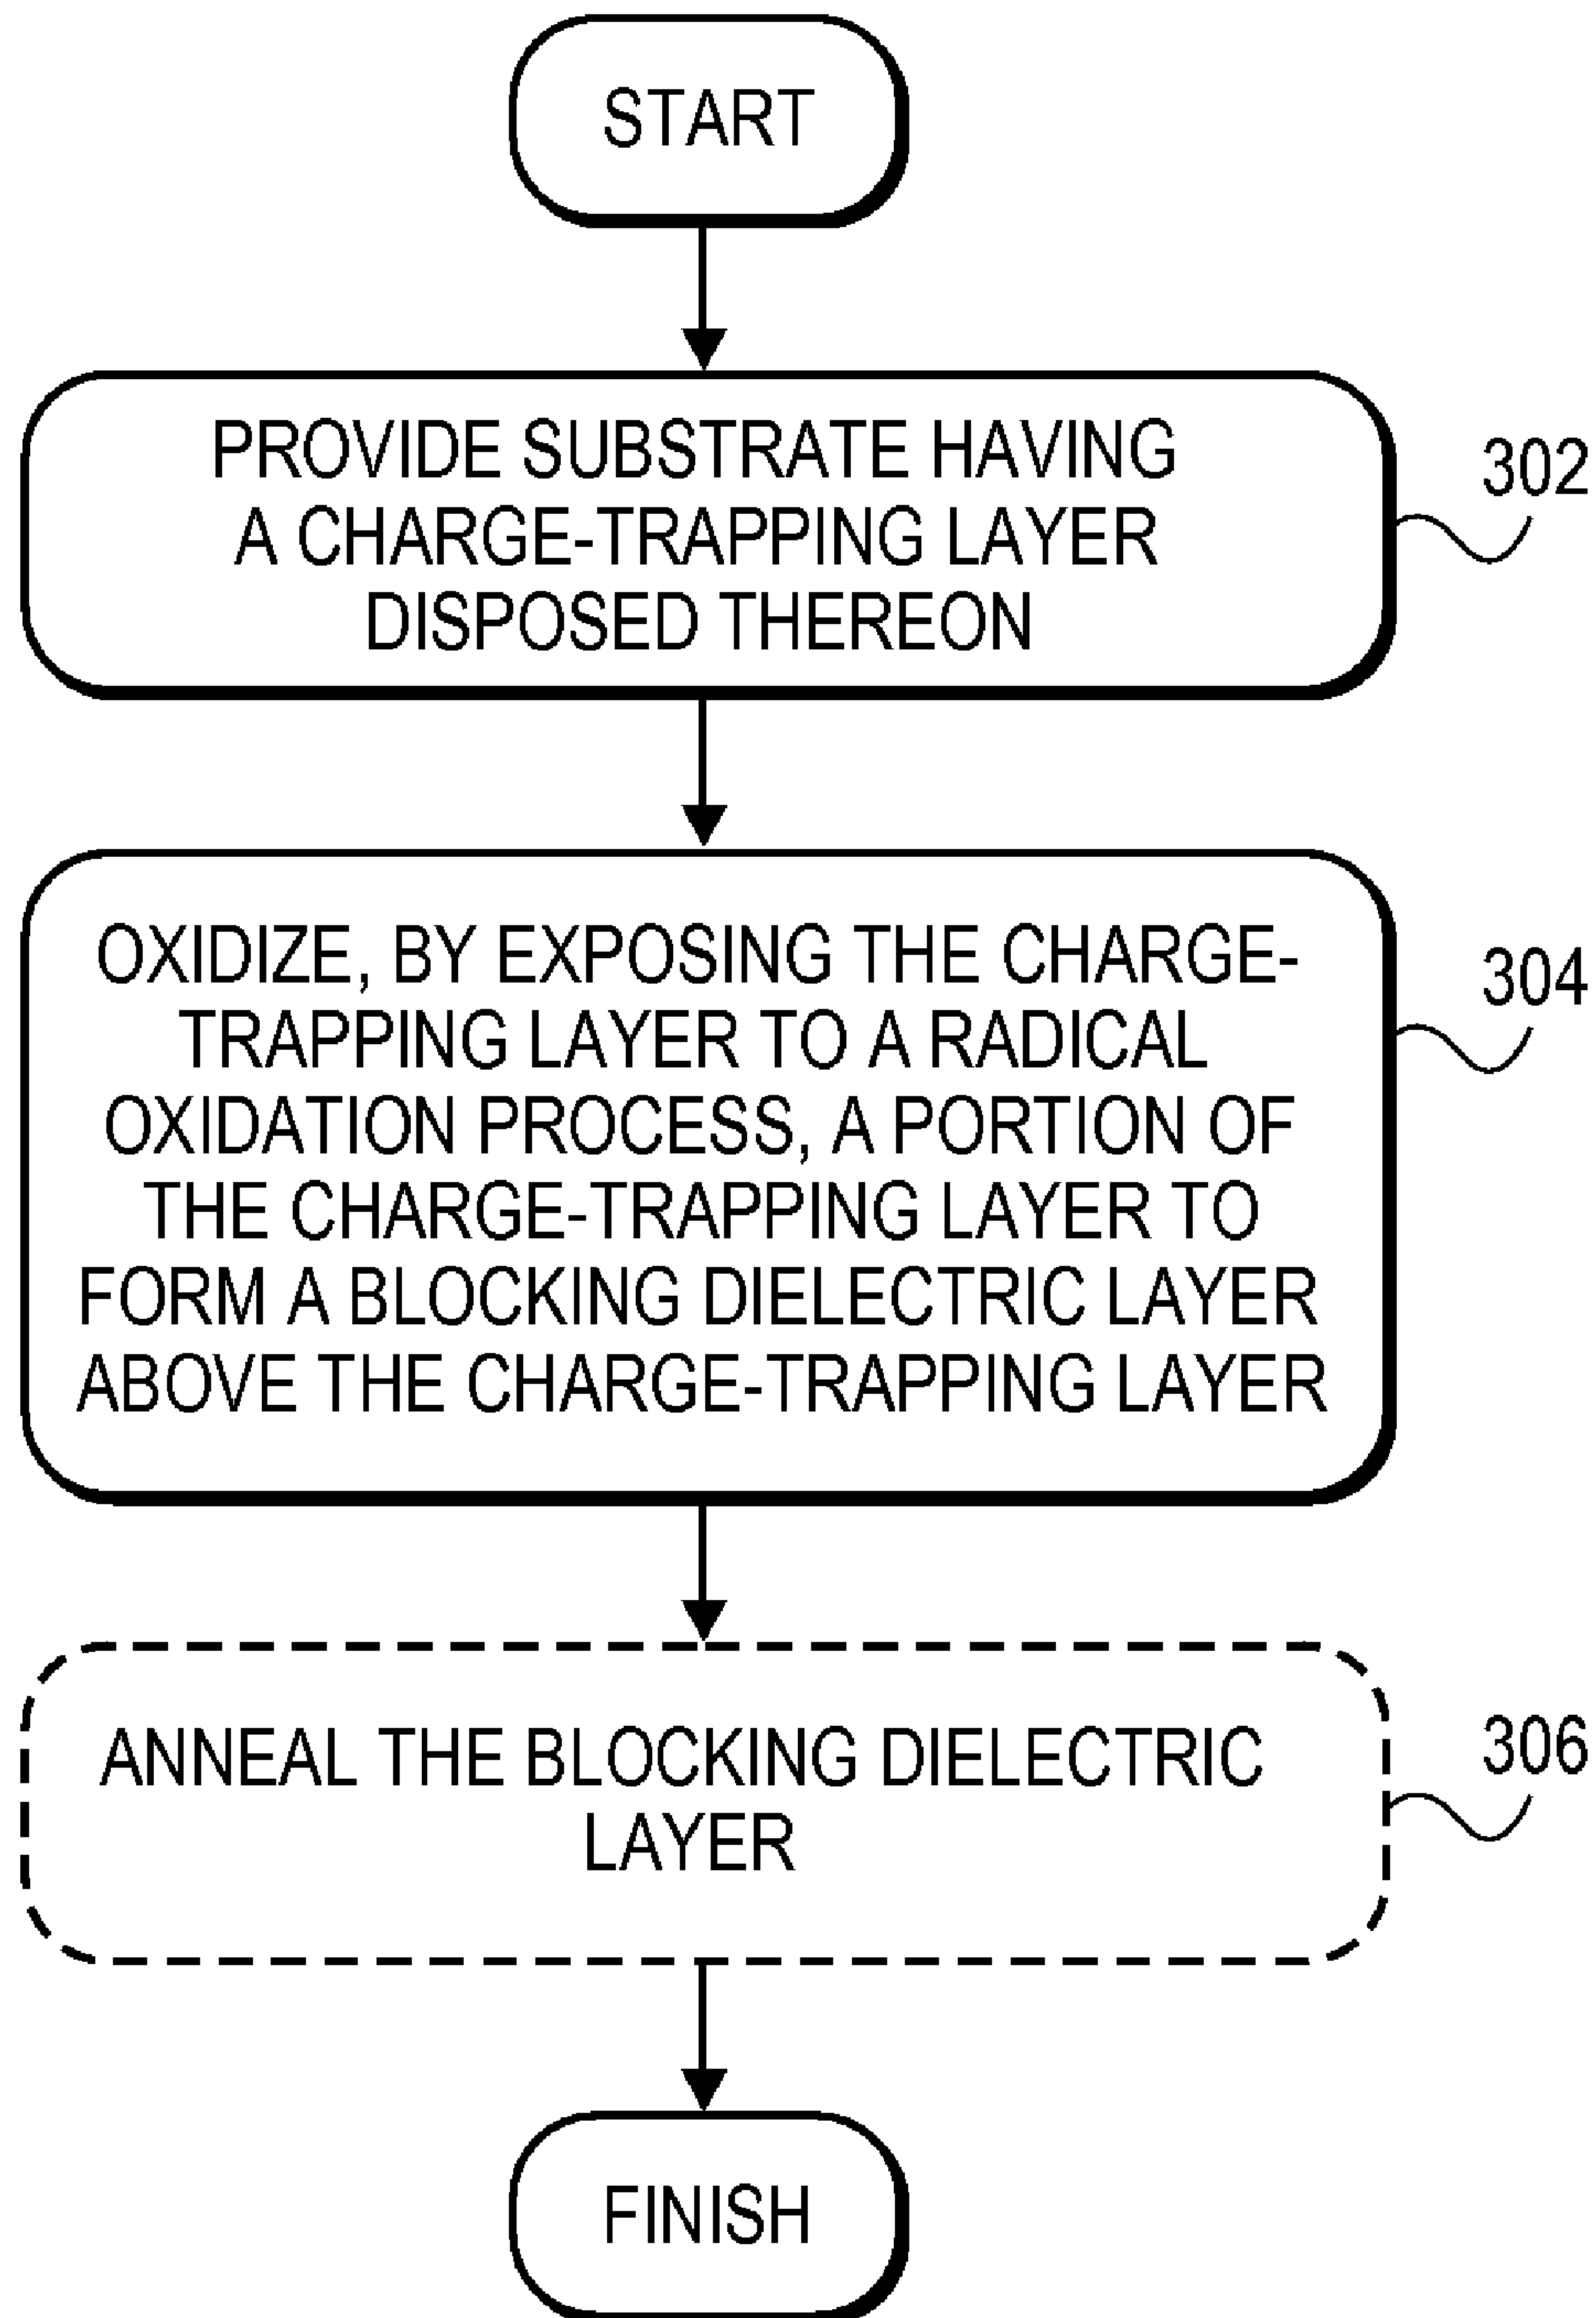 START
PROVIDE SUBSTRATE HAVING
A CHARGE-TRAPPING LAYER
DISPOSED THEREON
302
OXIDIZE, BY EXPOSING THE CHARGE-
TRAPPING LAYER TO A RADICAL
OXIDATION PROCESS, A PORTION OF
THE CHARGE-TRAPPING LAYER TO
FORM A BLOCKING DIELECTRIC LAYER
ABOVE THE CHARGE-TRAPPING LAYER
304
ANNEAL THE BLOCKING DIELECTRIC
LAYER
306
FINISH